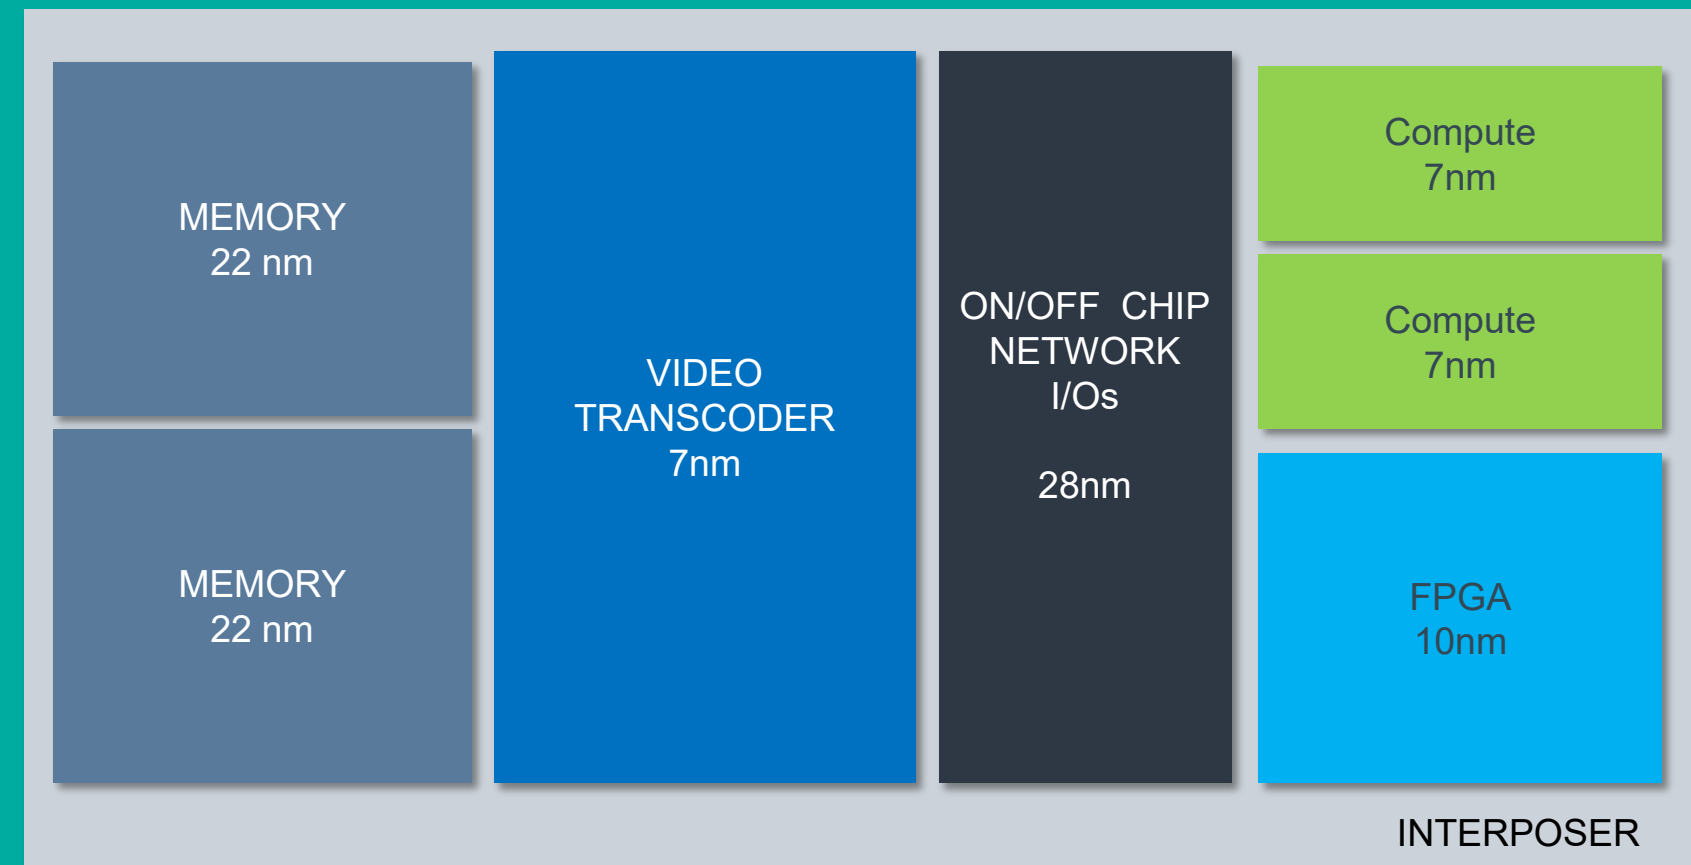 MEMORY
22 nm
MEMORY
22 nm
VIDEO
TRANSCODER
7nm
ON/OFF  CHIP
NETWORK
I/Os
28nm
Compute
7nm
Compute
7nm
FPGA
10nm
INTERPOSER